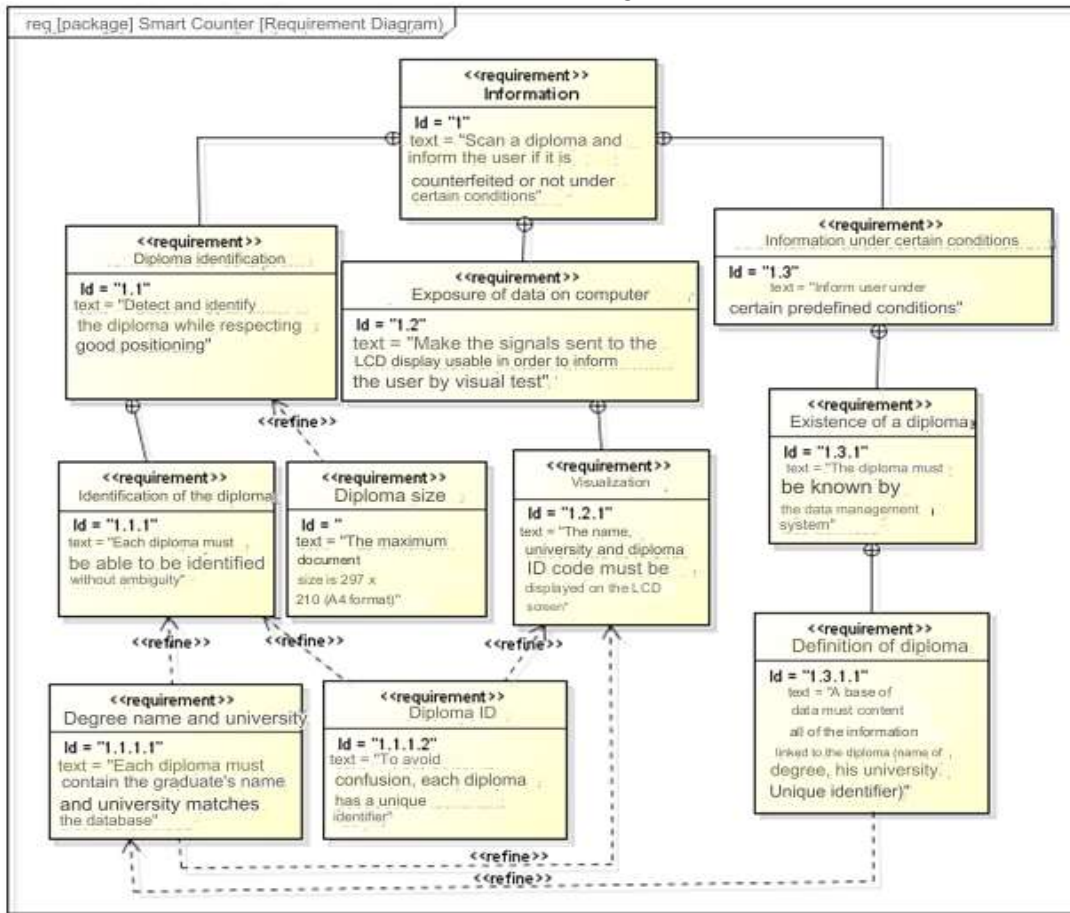 req [package] Smart Counter [Requirement Diagram)
<<requirement>>
Information
Id = "1"
text = "Scan a diploma and
inform the user if it is
counterfeited or not under
certain conditions"
<<requirement>>
Diploma identification
Id = "1.1"
text = "Detect and identify
the diploma while respecting
good positioning"
<<requirement>>
Exposure of data on computer
Id = "1.2"
text = "Make the signals sent to the
LCD display usable in order to inform
the user by visual test"
<<requirement>>
Information under certain conditions
Id = "1.3"
text = "Inform user under
certain predefined conditions"
<<refine>>
<<requirement>>
Identification of the diploma
Id = "1.1.1"
text = "Each diploma must
be able to be identified
without ambiguity"
<<requirement>>
Diploma size
Id = "
text = "The maximum
document
size is 297 x
210 (A4 format)"
<<requirement>>
Visualization
Id = "1.2.1"
text = "The name,
university and diploma
ID code must be
displayed on the LCD
screen"
<<requirement>>
Existence of a diploma
Id = "1.3.1"
text = "The diploma must
be known by
the data management
system"
<<refine>>
<<refine>>
<<refine>>
<<requirement>>
Degree name and university
Id = "1.1.1.1"
text = "Each diploma must
contain the graduate's name
and university matches
the database"
<<requirement>>
Diploma ID
Id = "1.1.1.2"
text = "To avoid
confusion, each diploma
has a unique
identifier"
<<requirement>>
Definition of diploma
Id = "1.3.1.1"
text = "A base of
data must content
all of the information
linked to the diploma (name of
degree, his university
Unique identifier)"
<<refine>>
<<refine>>